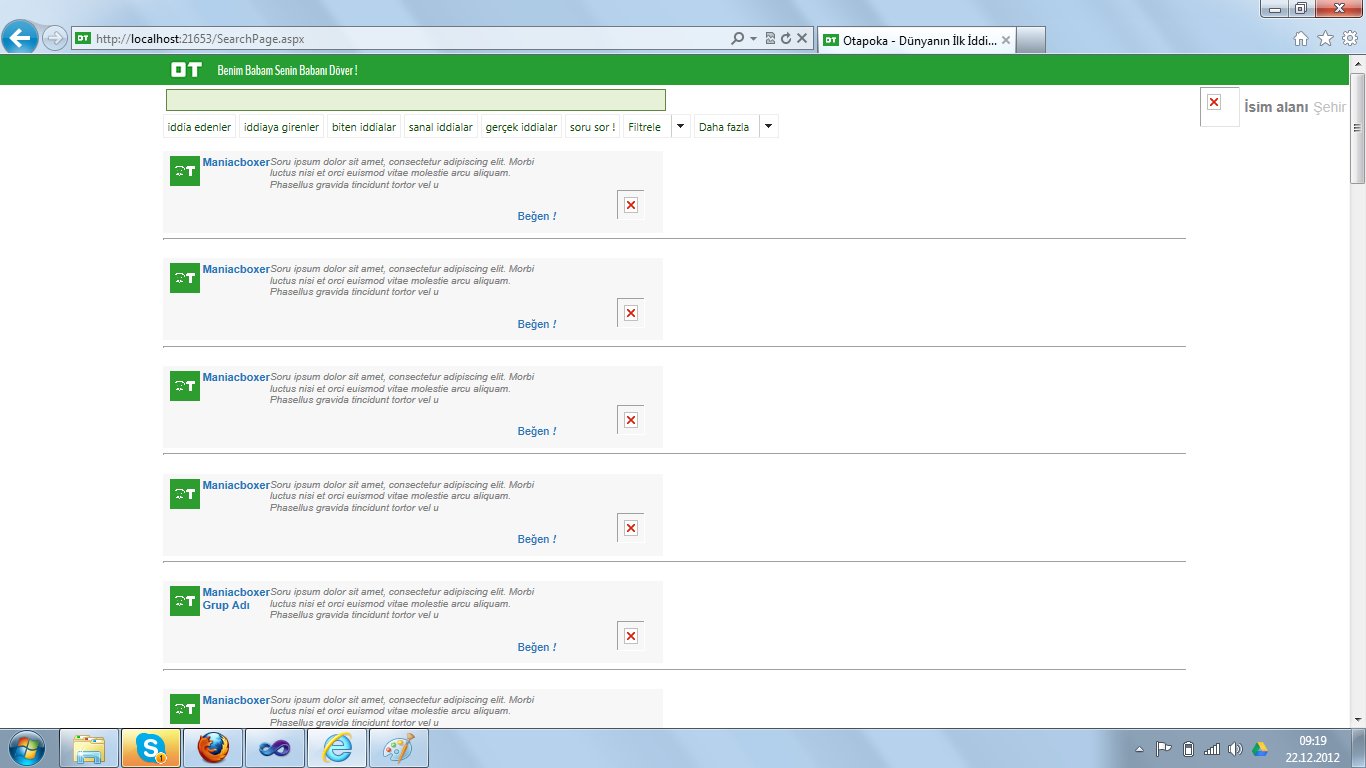 http://localhost:21653/SearchPage.aspx
Otapoka - Dünyanın İlk İddi...
OT Benim Babam Senin Babanı Döver !
İsim alanı Şehir
iddia edenler iddiaya girenler biten iddialar sanal iddialar gerçek iddialar soru sor ! Filtrele Daha fazla
Maniacboxer Soru ipsum dolor sit amet, consectetur adipiscing elit. Morbi
luctus nisi et orci euismod vitae molestie arcu aliquam.
Phasellus gravida tincidunt tortor vel u
Beğen !
Maniacboxer Soru ipsum dolor sit amet, consectetur adipiscing elit. Morbi
luctus nisi et orci euismod vitae molestie arcu aliquam.
Phasellus gravida tincidunt tortor vel u
Beğen !
Maniacboxer Soru ipsum dolor sit amet, consectetur adipiscing elit. Morbi
luctus nisi et orci euismod vitae molestie arcu aliquam.
Phasellus gravida tincidunt tortor vel u
Beğen !
Maniacboxer Soru ipsum dolor sit amet, consectetur adipiscing elit. Morbi
luctus nisi et orci euismod vitae molestie arcu aliquam.
Phasellus gravida tincidunt tortor vel u
Beğen !
Maniacboxer Soru ipsum dolor sit amet, consectetur adipiscing elit. Morbi
Grup Adı luctus nisi et orci euismod vitae molestie arcu aliquam.
Phasellus gravida tincidunt tortor vel u
Beğen !
Maniacboxer Soru ipsum dolor sit amet, consectetur adipiscing elit. Morbi
luctus nisi et orci euismod vitae molestie arcu aliquam.
Phasellus gravida tincidunt tortor vel u
09:19
22.12.2012